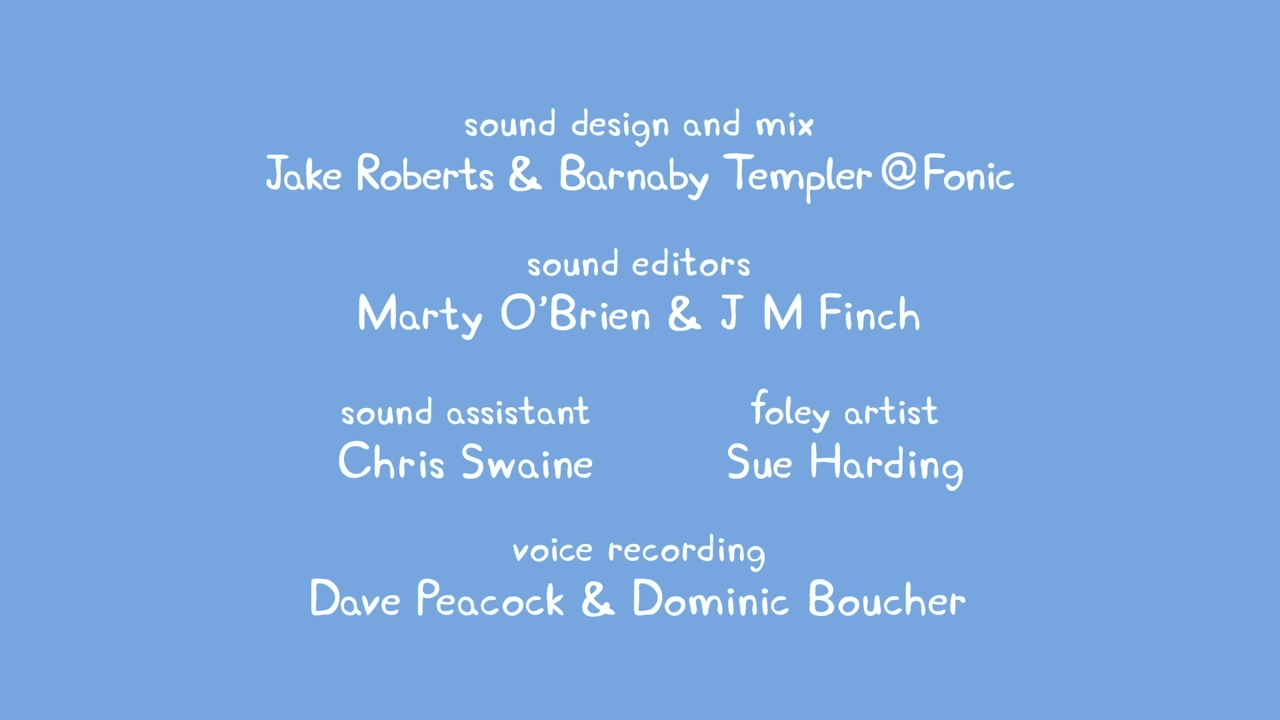 sound design and mix
Jake Roberts & Barnaby Templer @ Fonic
sound editors
Marty O'Brien & J M Finch
sound assistant
Chris Swaine
foley artist
Sue Harding
voice recording
Dave Peacock & Dominic Boucher